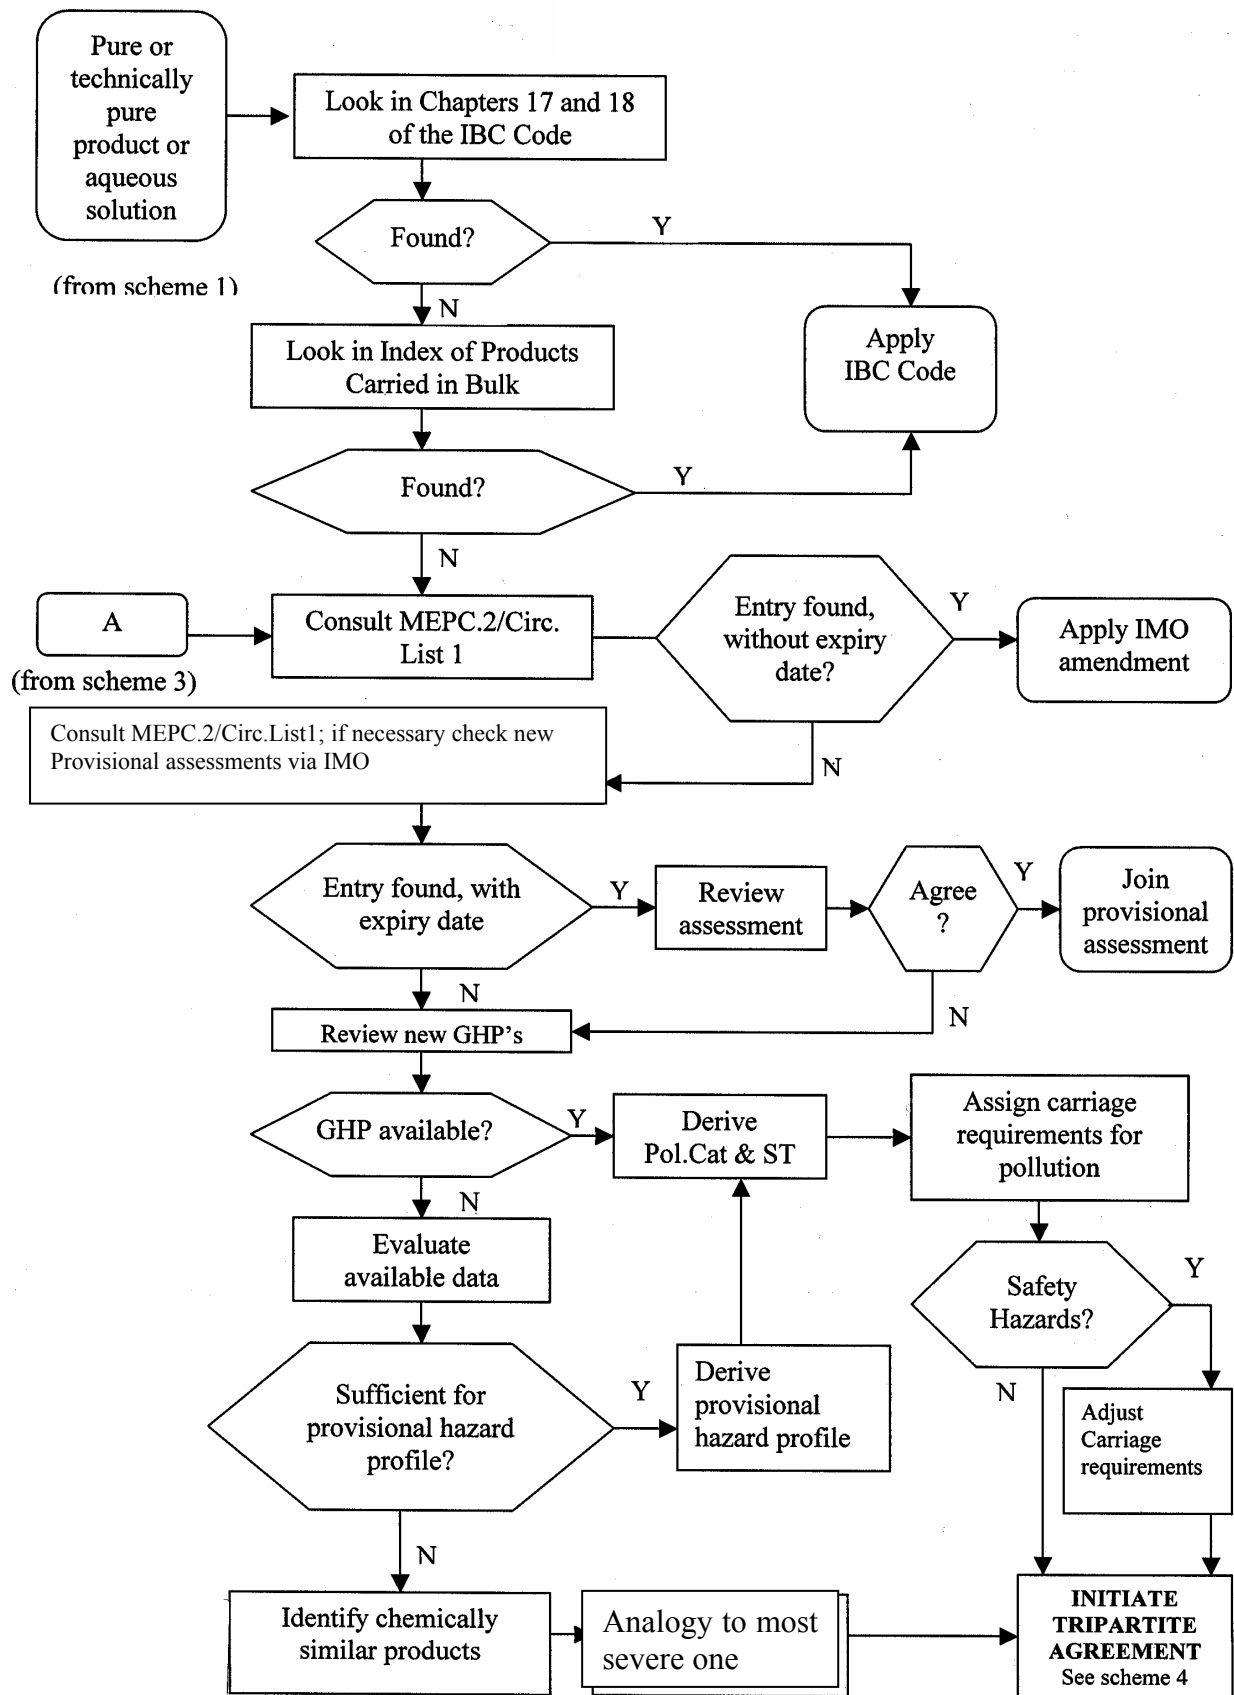 Pure or
technically
pure
product or
aqueous
solution
(from scheme 1)
Look in Chapters 17 and 18
of the IBC Code
Found?
Y
N
Look in Index of Products
Carried in Bulk
Apply
IBC Code
Found?
Y
N
A
(from scheme 3)
Consult MEPC.2/Circ.
List 1
Entry found,
without expiry
date?
Y
Apply IMO
amendment
N
Consult MEPC.2/Circ.List1; if necessary check new
Provisional assessments via IMO
Entry found, with
expiry date
Y
Review
assessment
Agree
?
Y
Join
provisional
assessment
N
N
Review new GHP's
GHP available?
Y
Derive
Pol.Cat & ST
Assign carriage
requirements for
pollution
N
Evaluate
available data
Safety
Hazards?
Y
N
Sufficient for
provisional hazard
profile?
Y
Derive
provisional
hazard profile
Adjust
Carriage
requirements
N
Identify chemically
similar products
Analogy to most
severe one
INITIATE
TRIPARTITE
AGREEMENT
See scheme 4